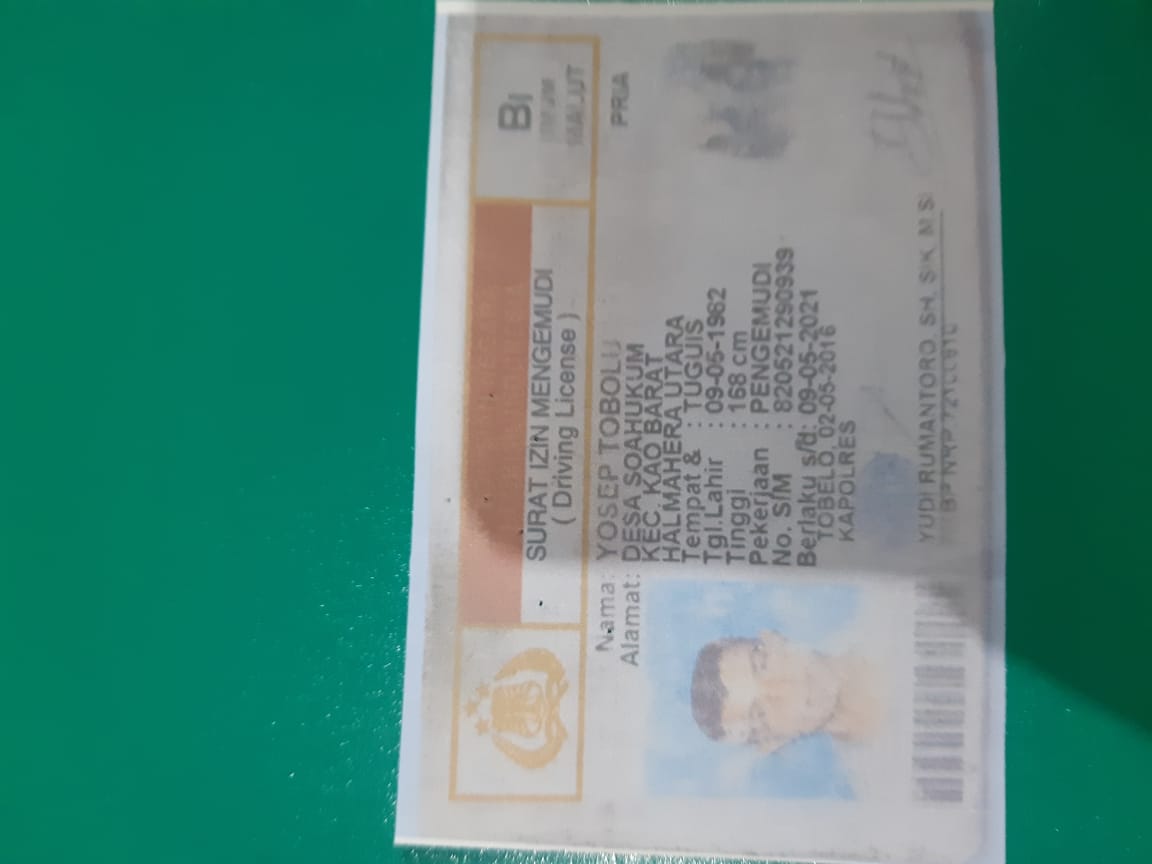 BI
MALUT
SURAT IZIN MENGEMUDI
( Driving License )
Nama: YOSEP TOBOLU
PRIA
Alamat: DESA SOAHUKUM
KEC. KAO BARAT
HALMAHERA UTARA
Tempat & : TUGUIS
Tgl.Lahir : 09-05-1962
Tinggi : 168 cm
Pekerjaan : PENGEMUDI
No. SIM : 820521290939
Berlaku s/d: 09-05-2021
TOBELO, 02-05-2016
KAPOLRES
YUDI RUMANTORO, SH, SIK, M.Si